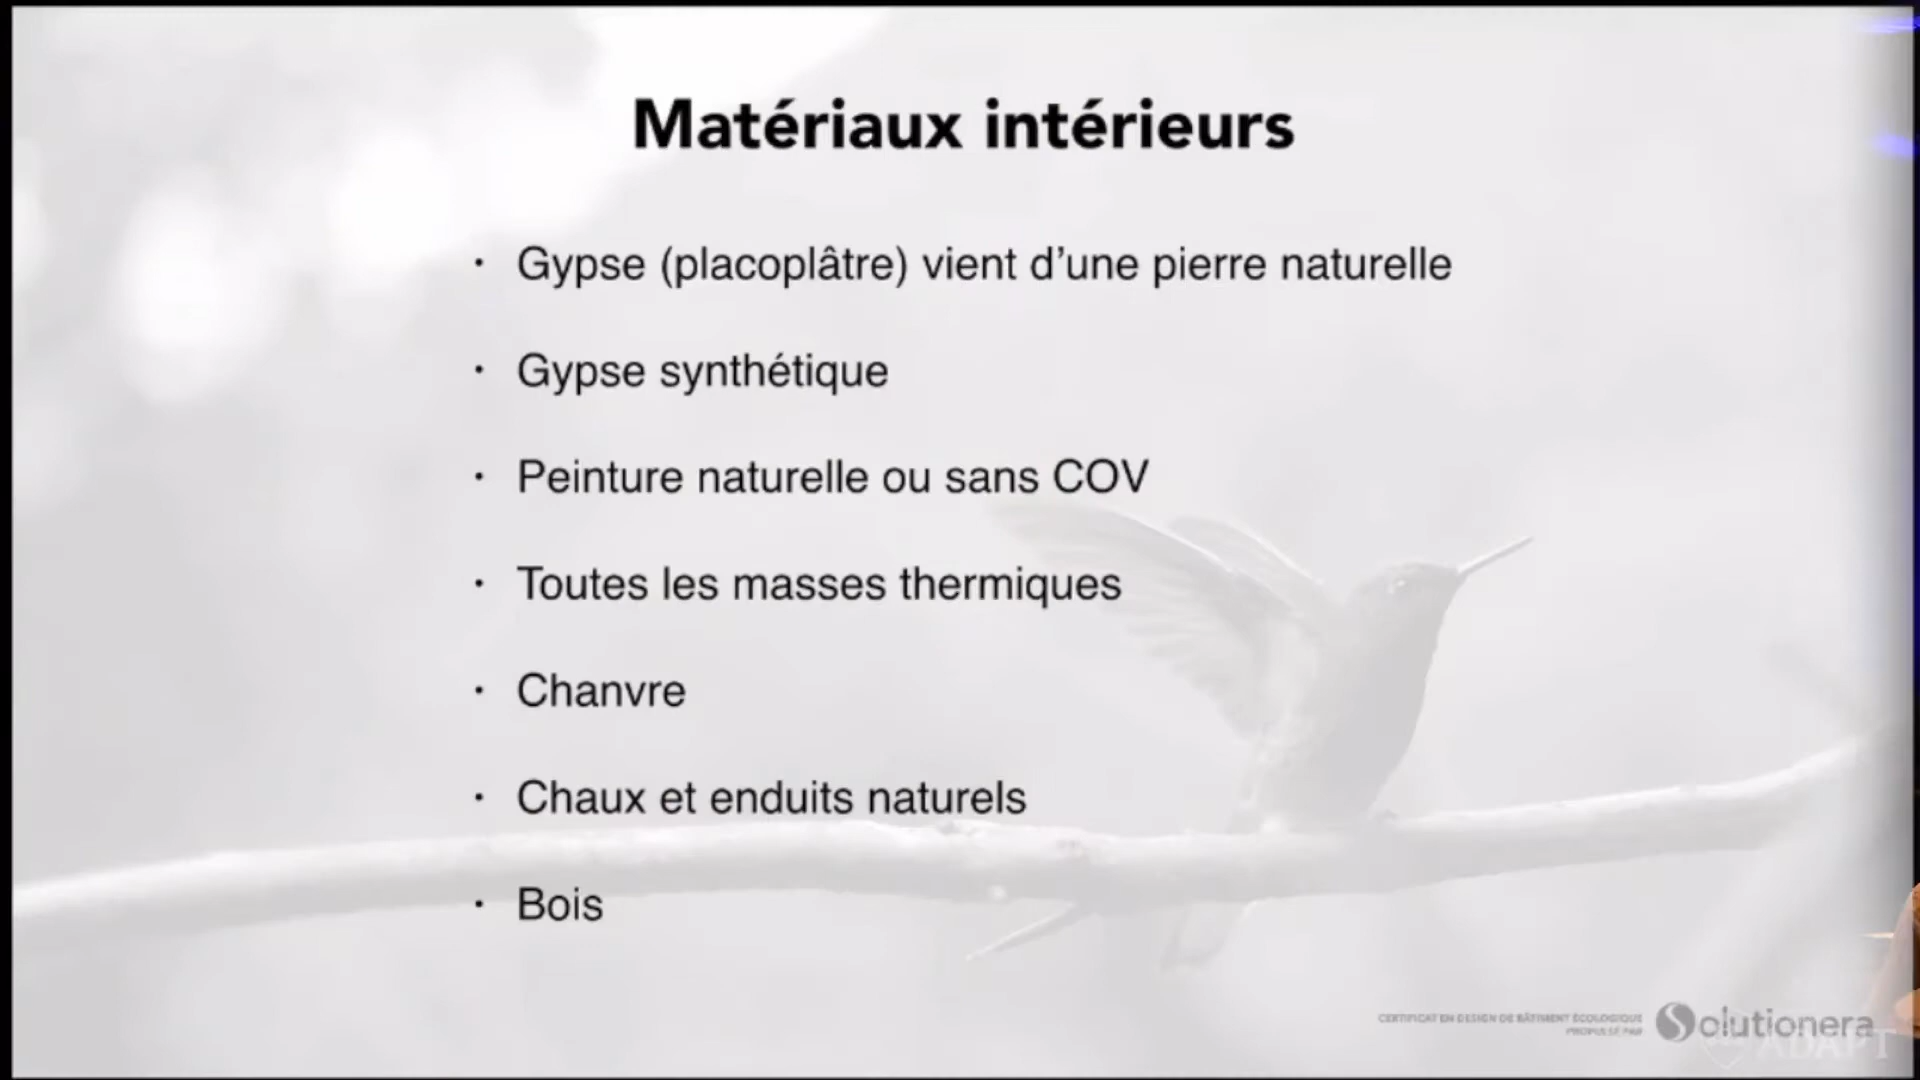 Matériaux intérieurs
• Gypse (placoplâtre) vient d’une pierre naturelle
• Gypse synthétique
• Peinture naturelle ou sans COV
• Toutes les masses thermiques
• Chanvre
• Chaux et enduits naturels
• Bois
CERTIFICAT EN DESIGN DE BÂTIMENT ÉCOLOGIQUE
PROPULSÉ PAR
Solutionera
ADAPT